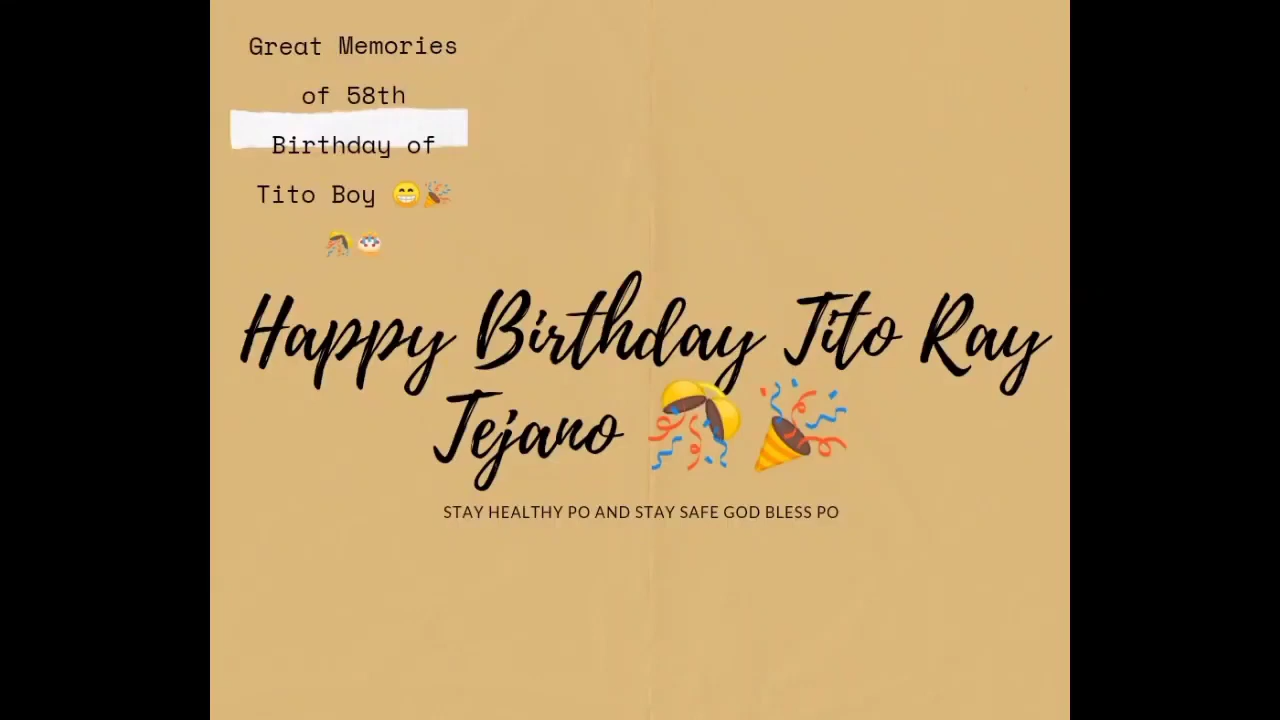 Great Memories
of 58th
Birthday of
Tito Boy 😁🎉
🎊🎂
Happy Birthday Tito Ray
Tejano 🎊🎉
STAY HEALTHY PO AND STAY SAFE GOD BLESS PO